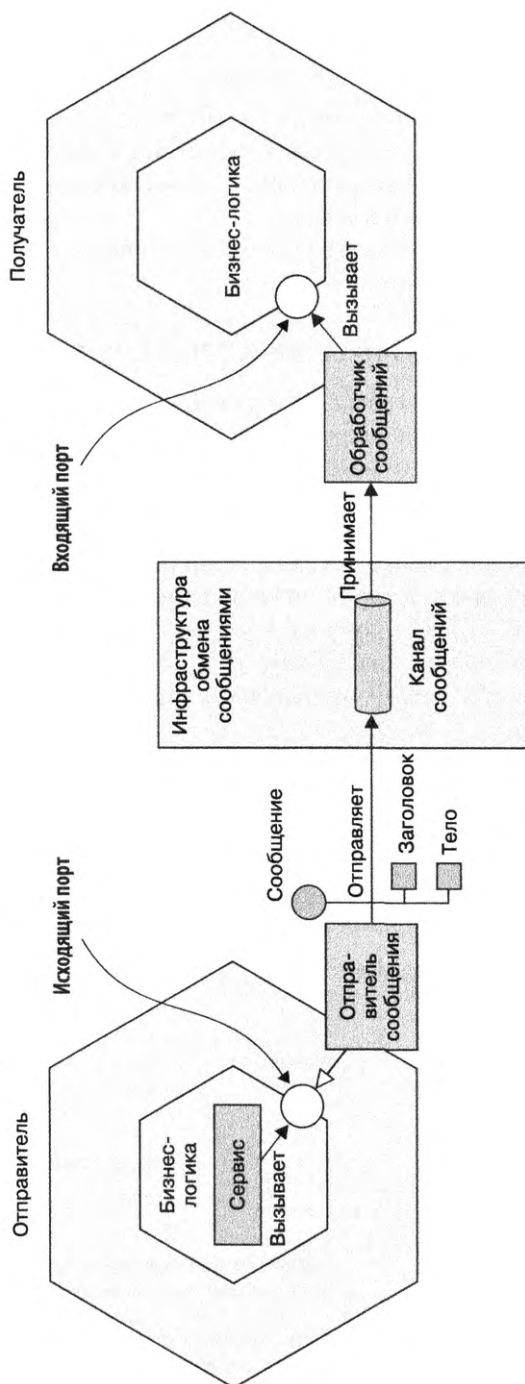 Отправитель
Исходящий порт
Бизнес-
логика
Сервис
Вызывает
Отпра-
витель
сообщения
Сообщение
Отправляет
Заголовок
Тело
Инфраструктура
обмена
сообщениями
Канал
сообщений
Принимает
Получатель
Входящий порт
Бизнес-логика
Вызывает
Обработчик
сообщений